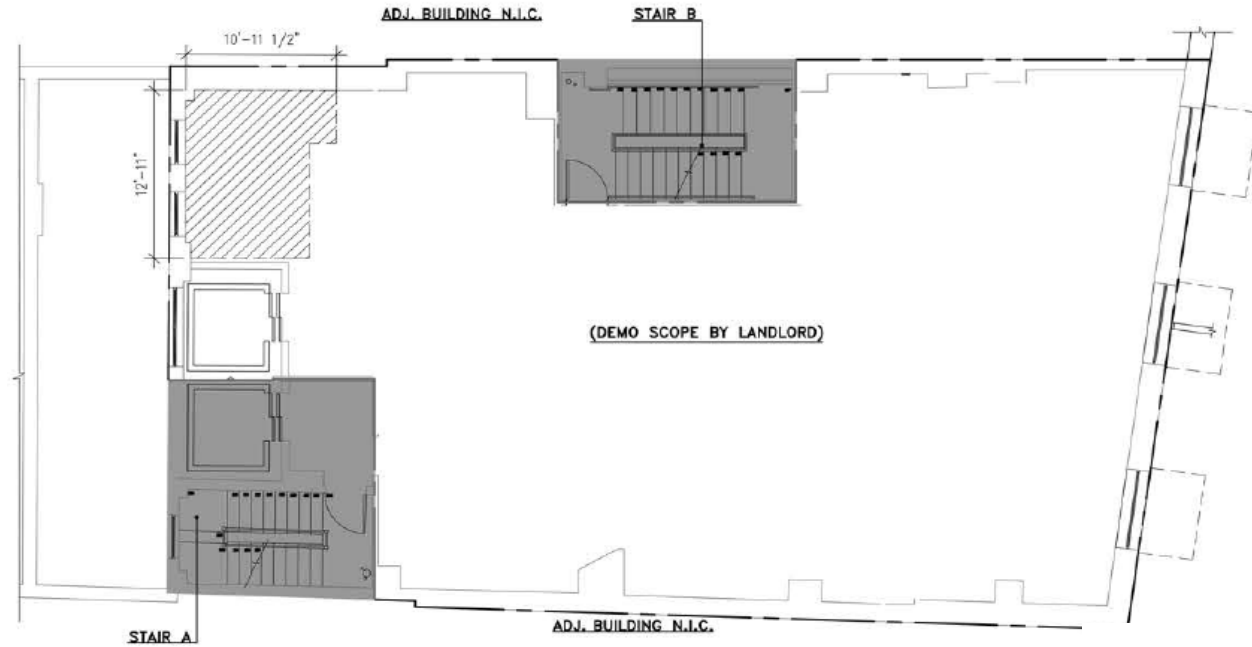 ADJ. BUILDING N.I.C.
STAIR B
10'-11 1/2"
12'-11"
(DEMO SCOPE BY LANDLORD)
ADJ. BUILDING N.I.C.
STAIR A